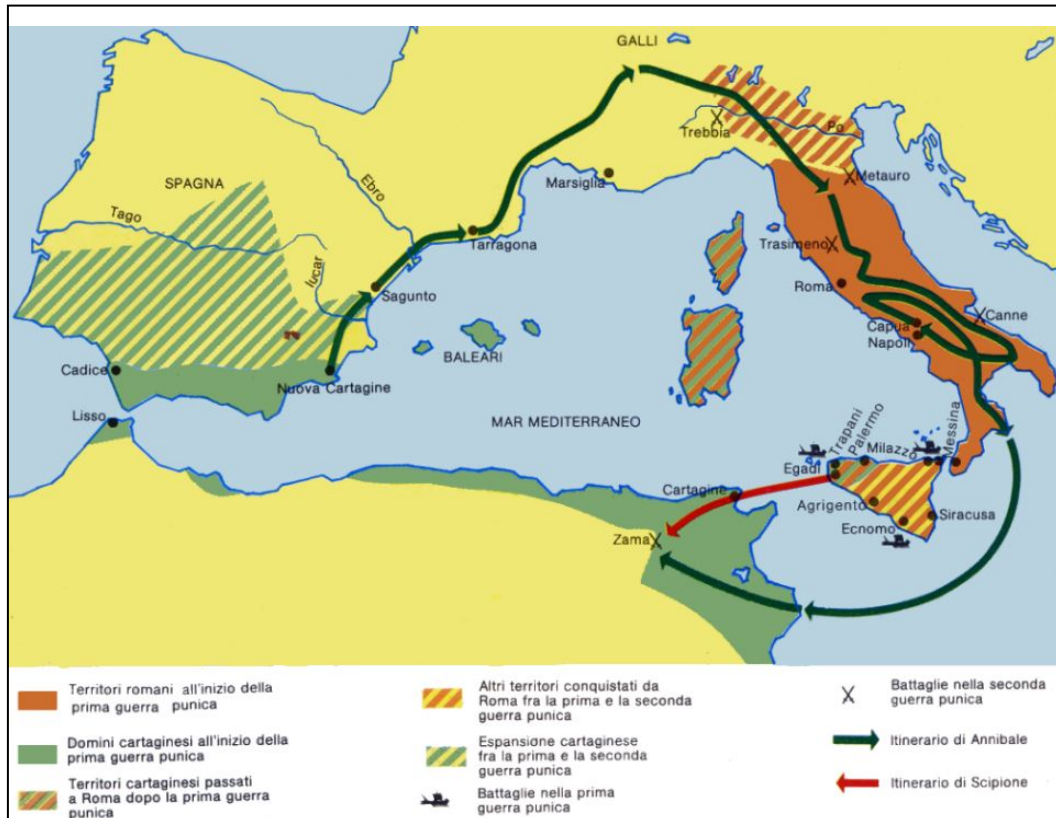 GALLI
Trebbia
Po
SPAGNA
Ebro
Marsiglia
Metauro
Tago
Tarragona
Trasimeno
Iucar
Sagunto
Roma
Canne
BALEARI
Capua
Napoli
Cadice
Nuova Cartagine
Lisso
MAR MEDITERRANEO
Trapani
Palermo
Milazzo
Messina
Egadi
Cartagine
Agrigento
Siracusa
Ecnomo
Zama
Territori romani all'inizio della
prima guerra punica
Domini cartaginesi all'inizio della
prima guerra punica
Territori cartaginesi passati
a Roma dopo la prima guerra
punica
Altri territori conquistati da
Roma fra la prima e la seconda
guerra punica
Espansione cartaginese
fra la prima e la seconda
guerra punica
Battaglie nella prima
guerra punica
Battaglie nella seconda
guerra punica
Itinerario di Annibale
Itinerario di Scipione